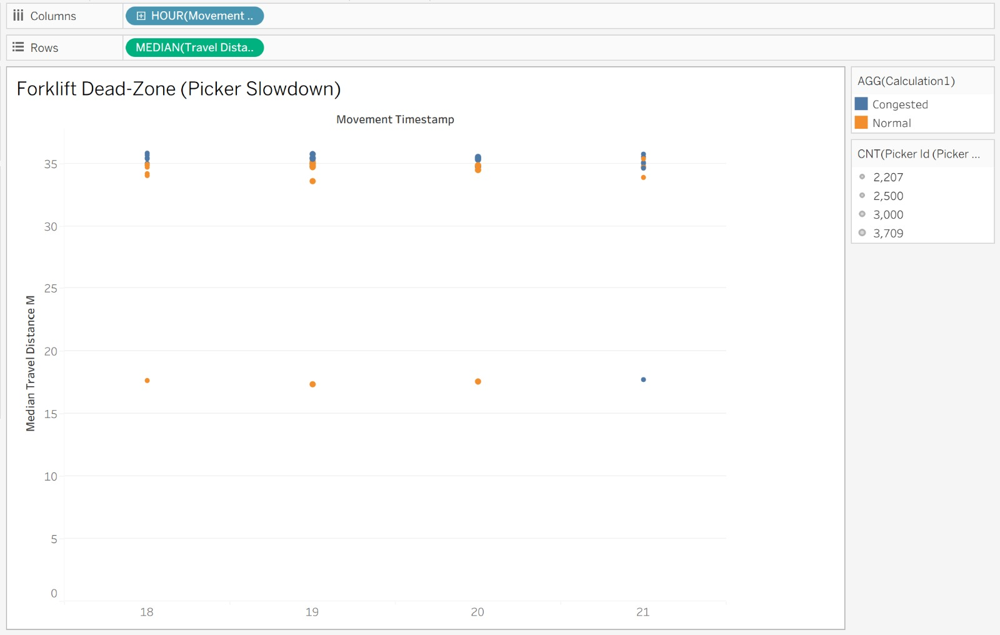 Columns
HOUR(Movement ..
Rows
MEDIAN(Travel Dista..
Forklift Dead-Zone (Picker Slowdown)
Movement Timestamp
Median Travel Distance M
35
30
25
20
15
10
5
0
18 19 20 21
AGG(Calculation1)
Congested
Normal
CNT(Picker Id (Picker ...
2,207
2,500
3,000
3,709